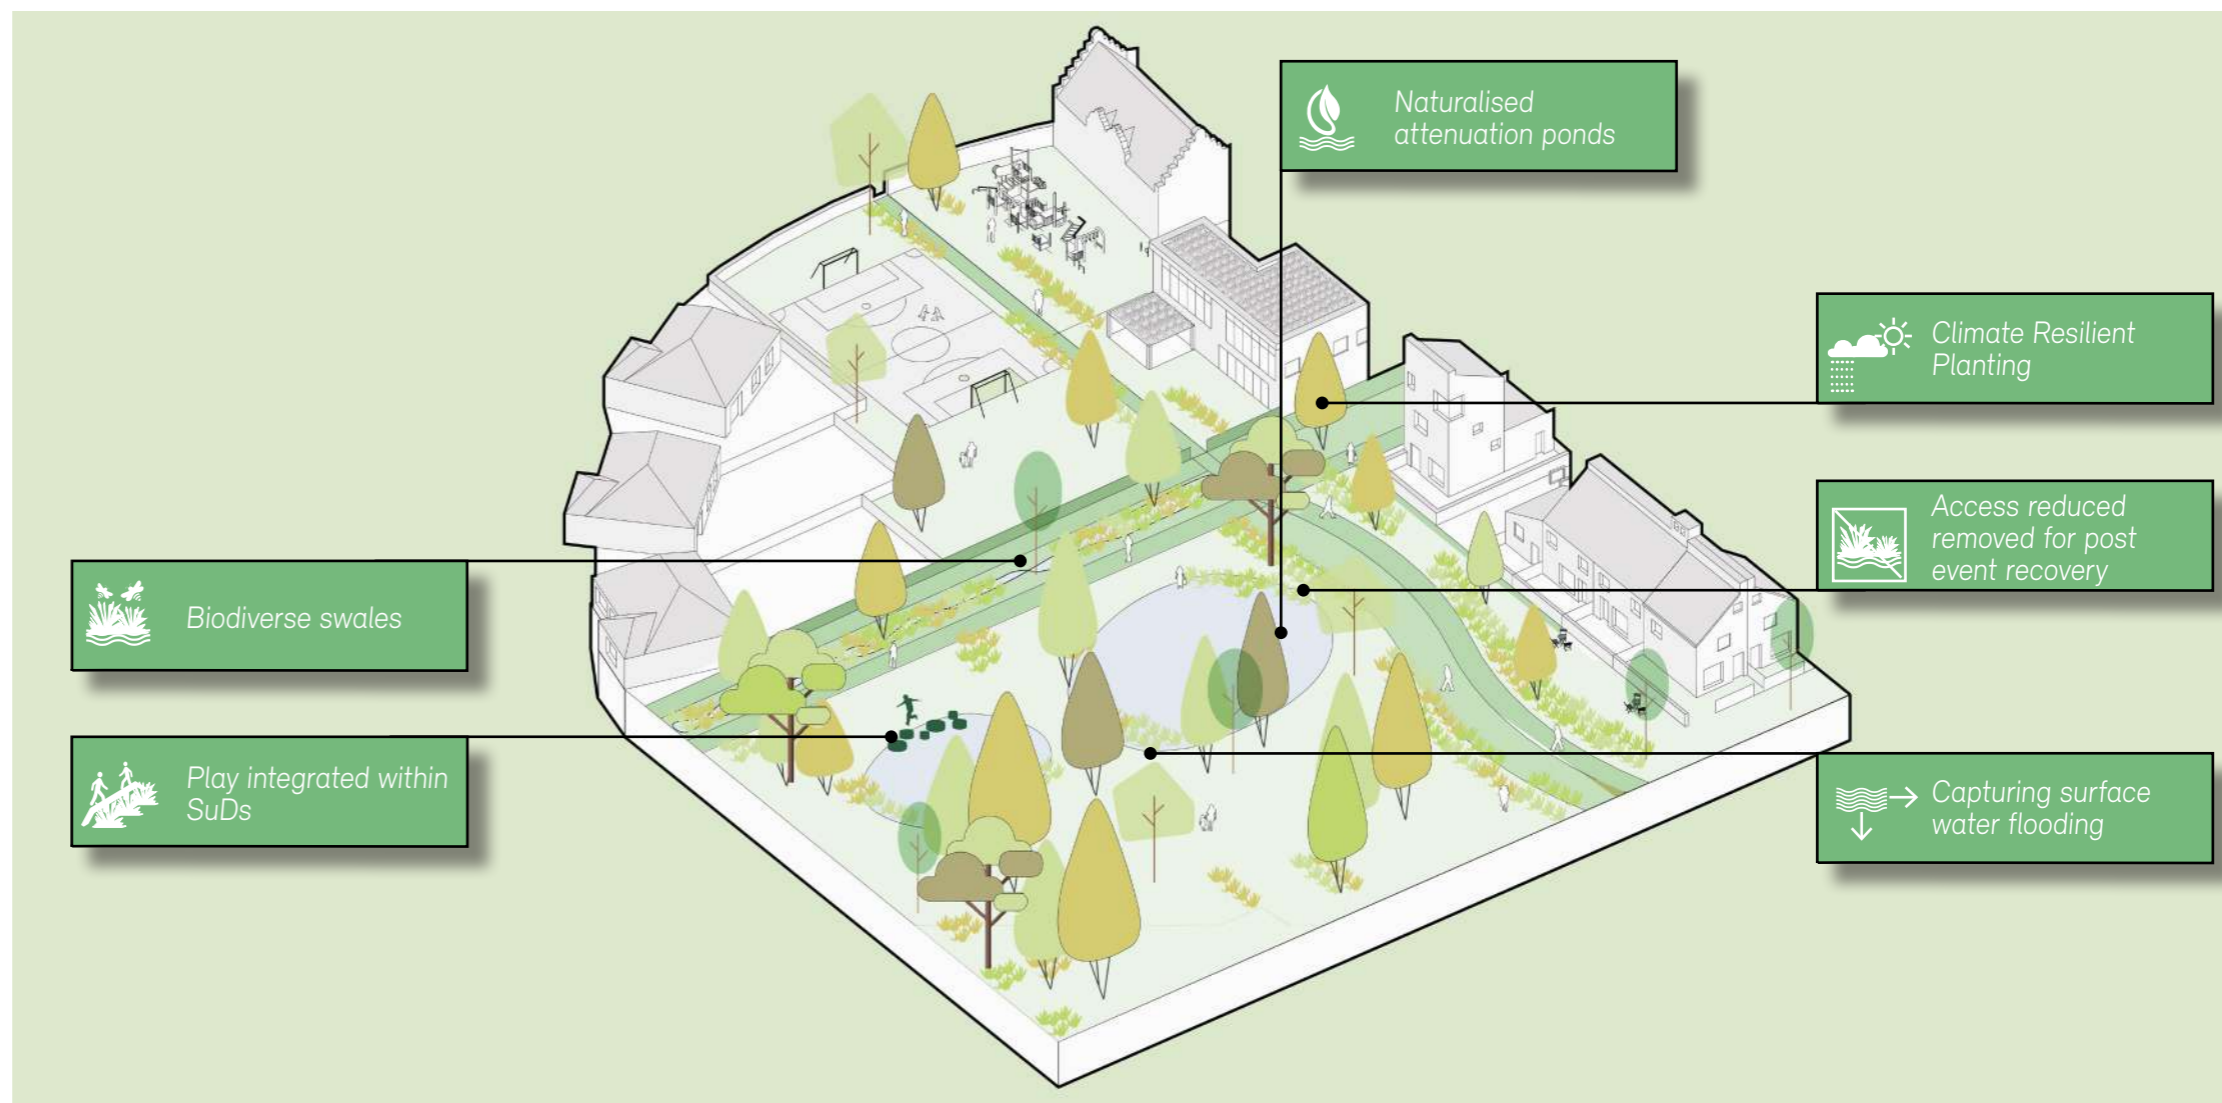 Naturalised
attenuation ponds
Climate Resilient
Planting
Access reduced
removed for post
event recovery
Biodiverse swales
Play integrated within
SuDs
Capturing surface
water flooding